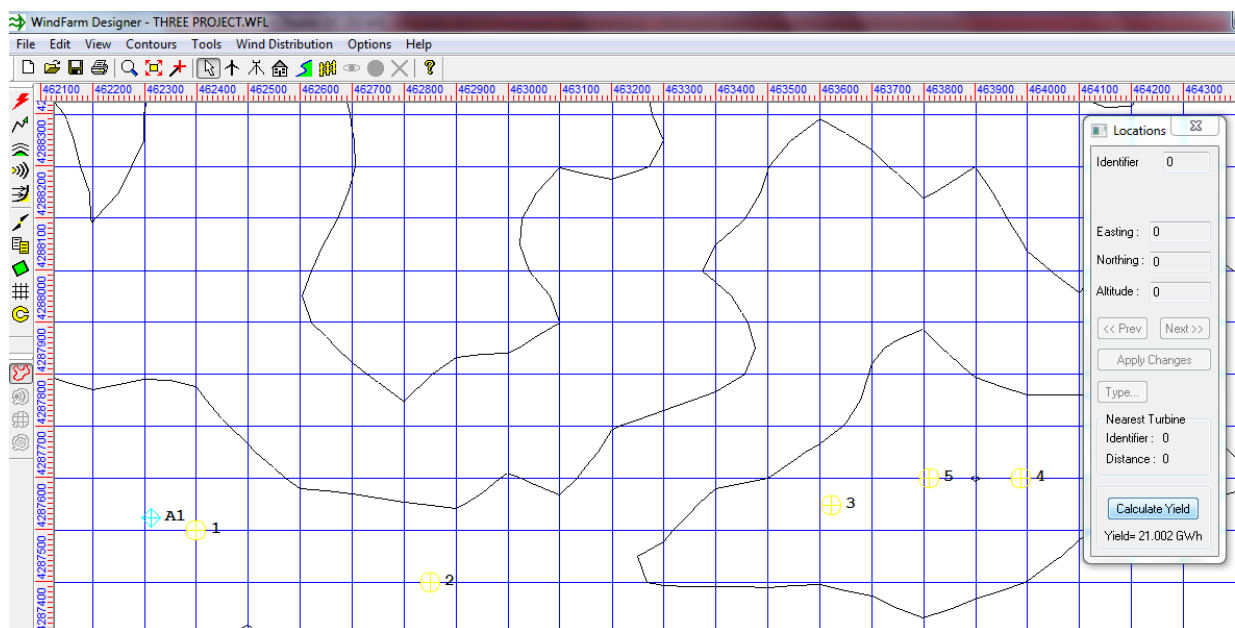 WindFarm Designer - THREE PROJECT.WFL
File Edit View Contours Tools Wind Distribution Options Help
462100 462200 462300 462400 462500 462600 462700 462800 462900 463000 463100 463200 463300 463400 463500 463600 463700 463800 463900 464000 464100 464200 464300
4288300
4288200
4288100
4288000
4287900
4287800
4287700
4287600
4287500
4287400
Locations
Identifier 0
Easting : 0
Northing : 0
Altitude : 0
<< Prev Next >>
Apply Changes
Type...
Nearest Turbine
Identifier : 0
Distance : 0
Calculate Yield
Yield= 21.002 GWh
5 4
3
A1 1
2